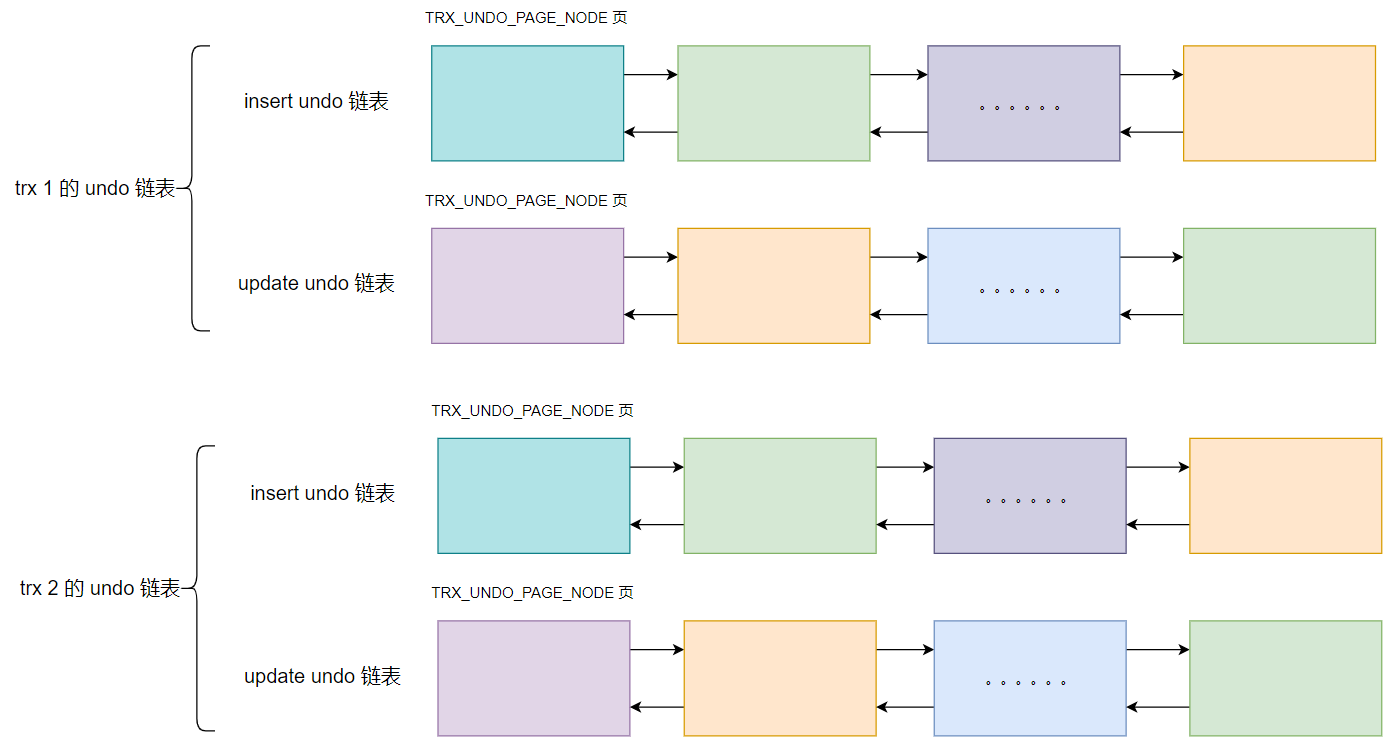 TRX_UNDO_PAGE_NODE 页
insert undo 链表
。。。。。。
trx 1 的 undo 链表
TRX_UNDO_PAGE_NODE 页
update undo 链表
。。。。。。
TRX_UNDO_PAGE_NODE 页
insert undo 链表
。。。。。。
trx 2 的 undo 链表
TRX_UNDO_PAGE_NODE 页
update undo 链表
。。。。。。